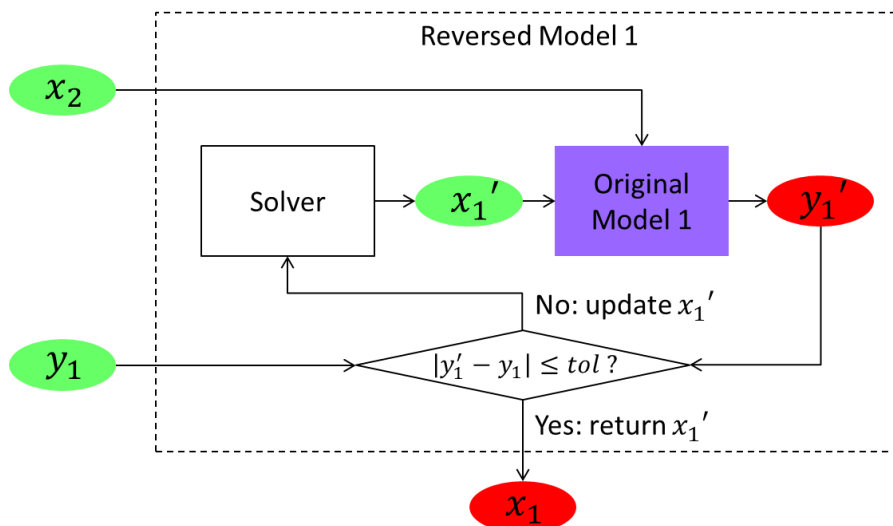 Reversed Model 1
x₂
Solver
x₁′
Original
Model 1
y₁′
No: update x₁′
y₁
|y₁′ − y₁| ≤ tol ?
Yes: return x₁′
x₁